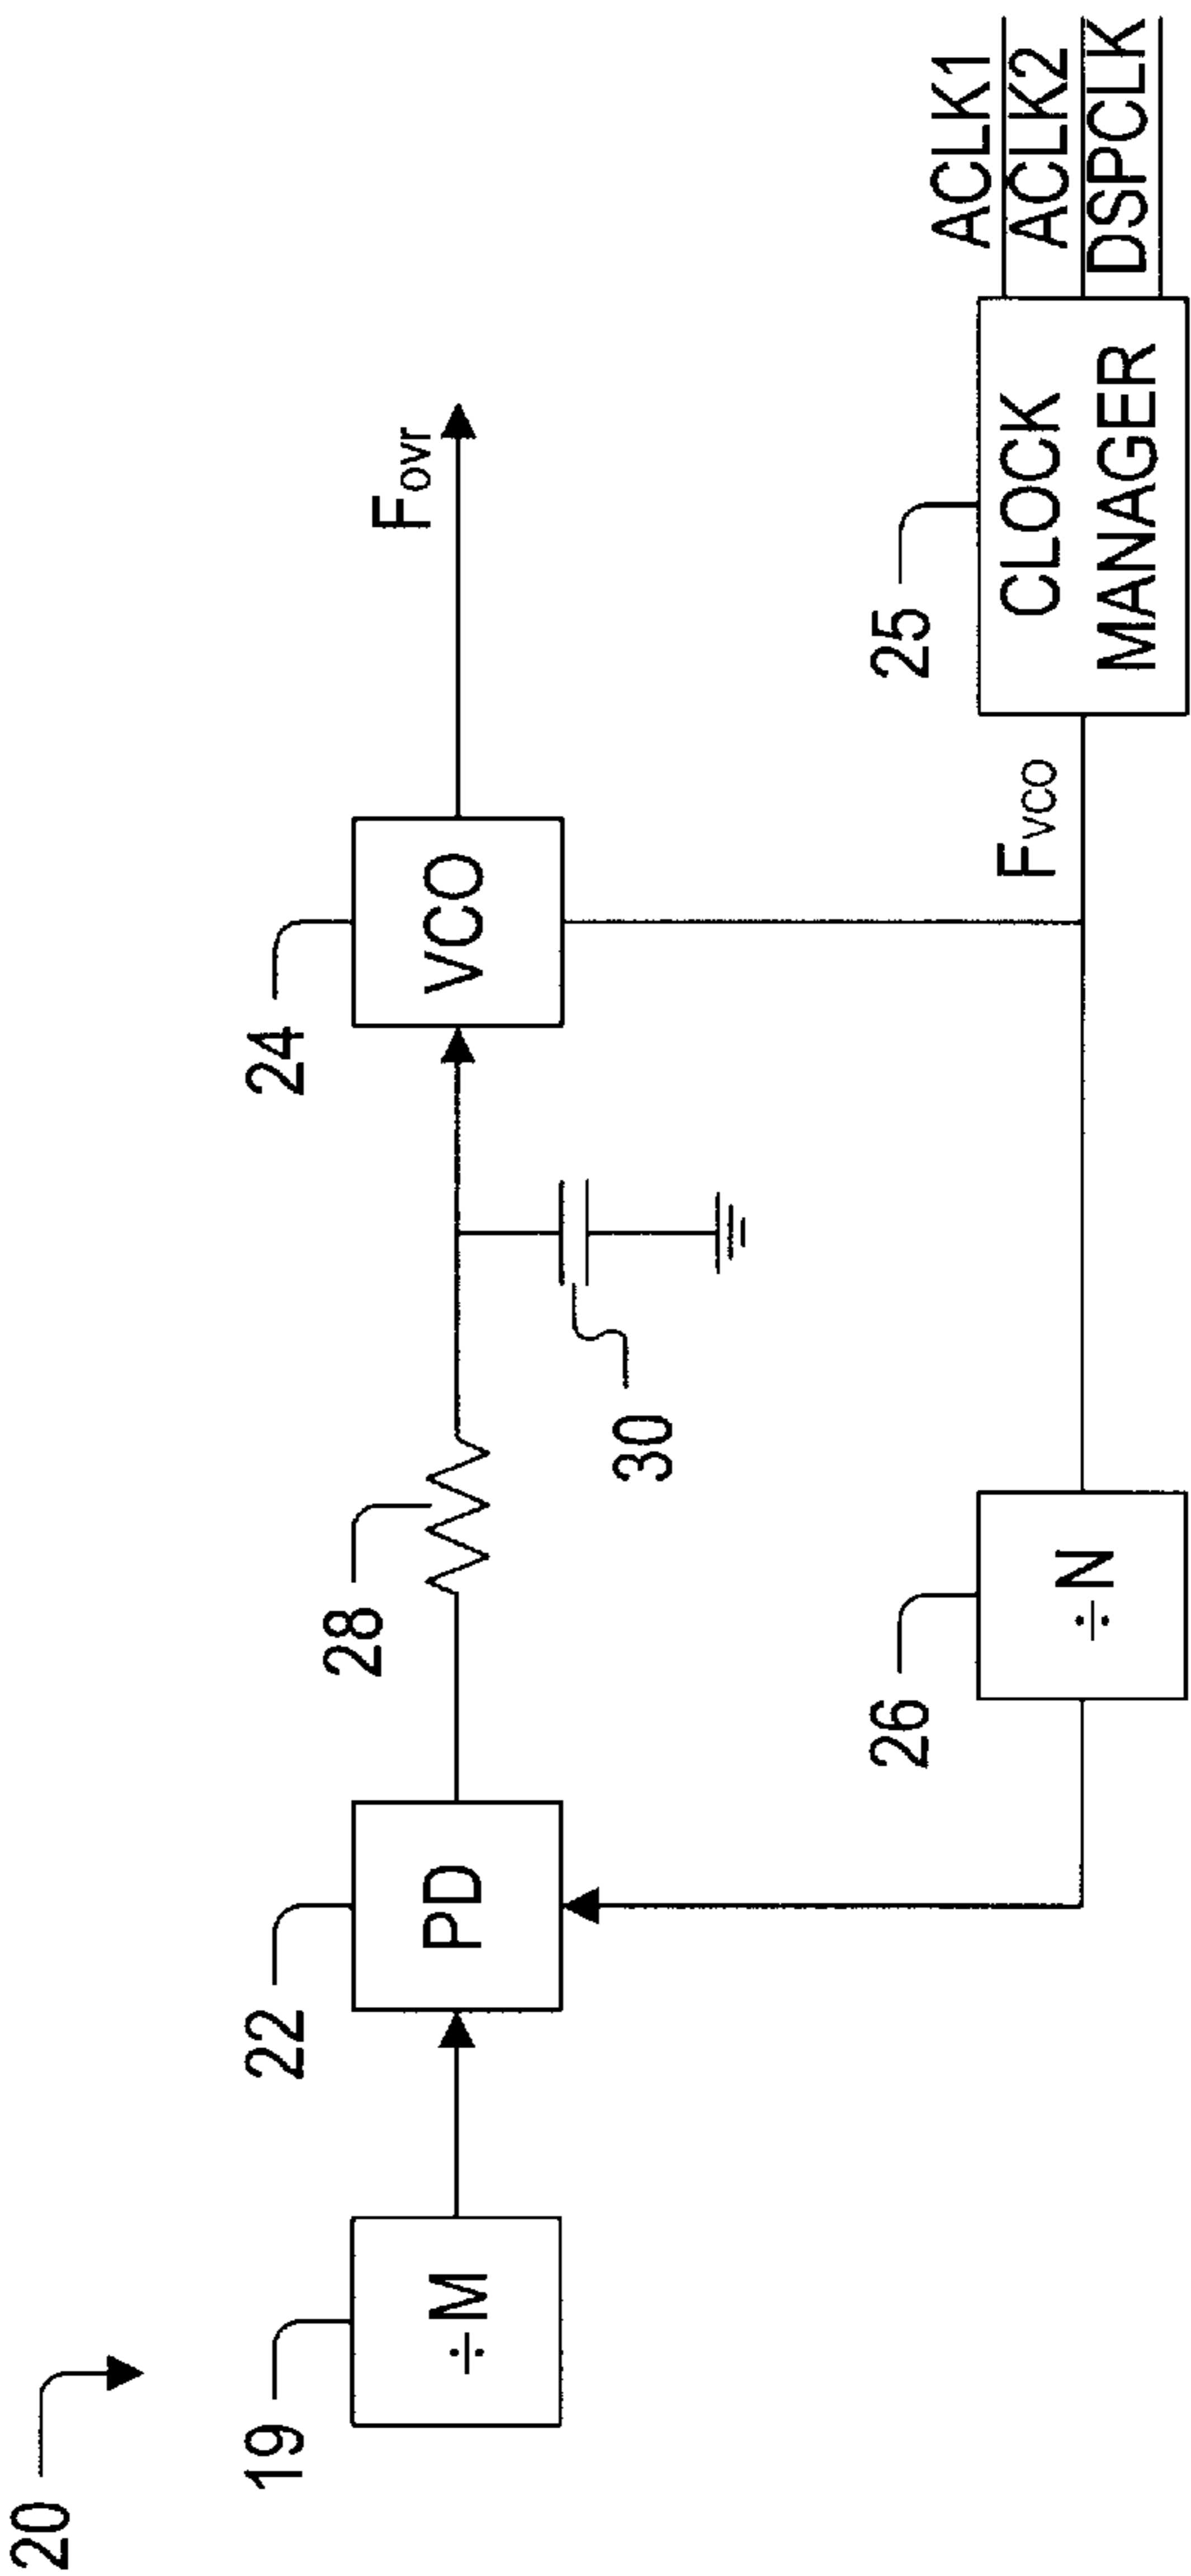 20
19
÷M
22
PD
28
30
24
VCO
Fovr
26
÷N
FVCO
25
CLOCK
MANAGER
ACLK1
ACLK2
DSPCLK